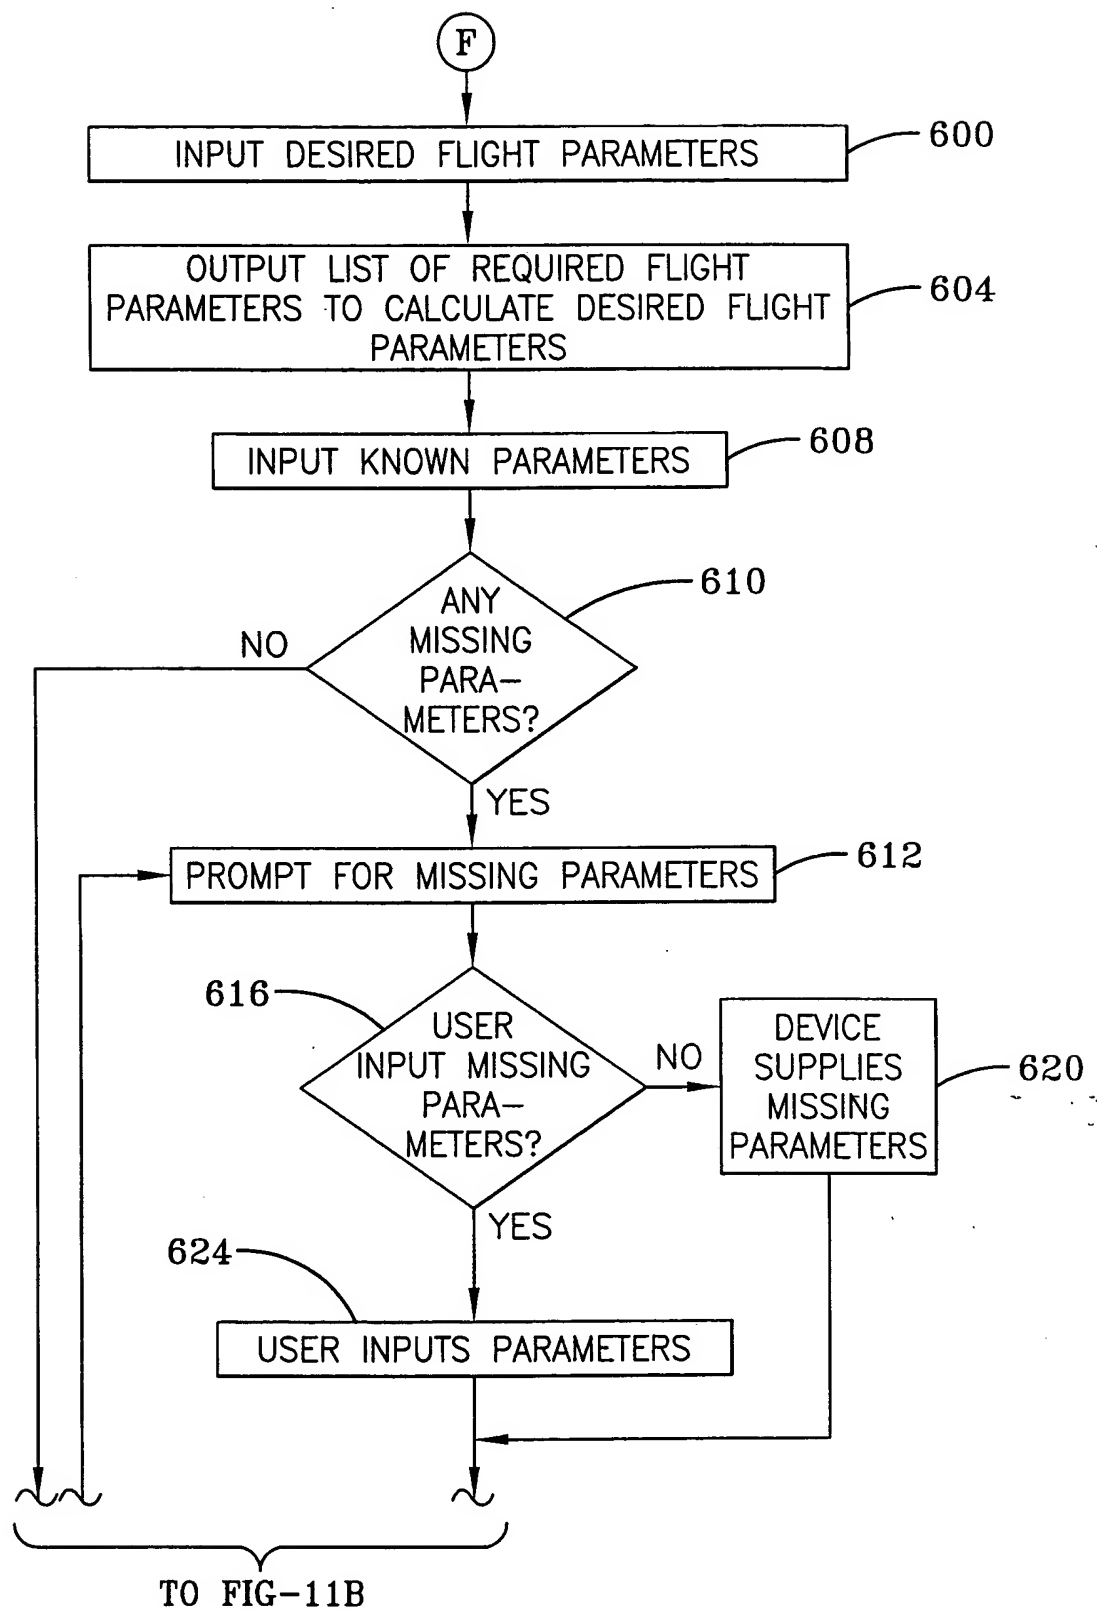 F
INPUT DESIRED FLIGHT PARAMETERS
600
OUTPUT LIST OF REQUIRED FLIGHT
PARAMETERS TO CALCULATE DESIRED FLIGHT
PARAMETERS
604
INPUT KNOWN PARAMETERS
608
ANY
MISSING
PARA-
METERS?
610
NO
YES
PROMPT FOR MISSING PARAMETERS
612
616
USER
INPUT MISSING
PARA-
METERS?
NO
DEVICE
SUPPLIES
MISSING
PARAMETERS
620
YES
624
USER INPUTS PARAMETERS
TO FIG-11B